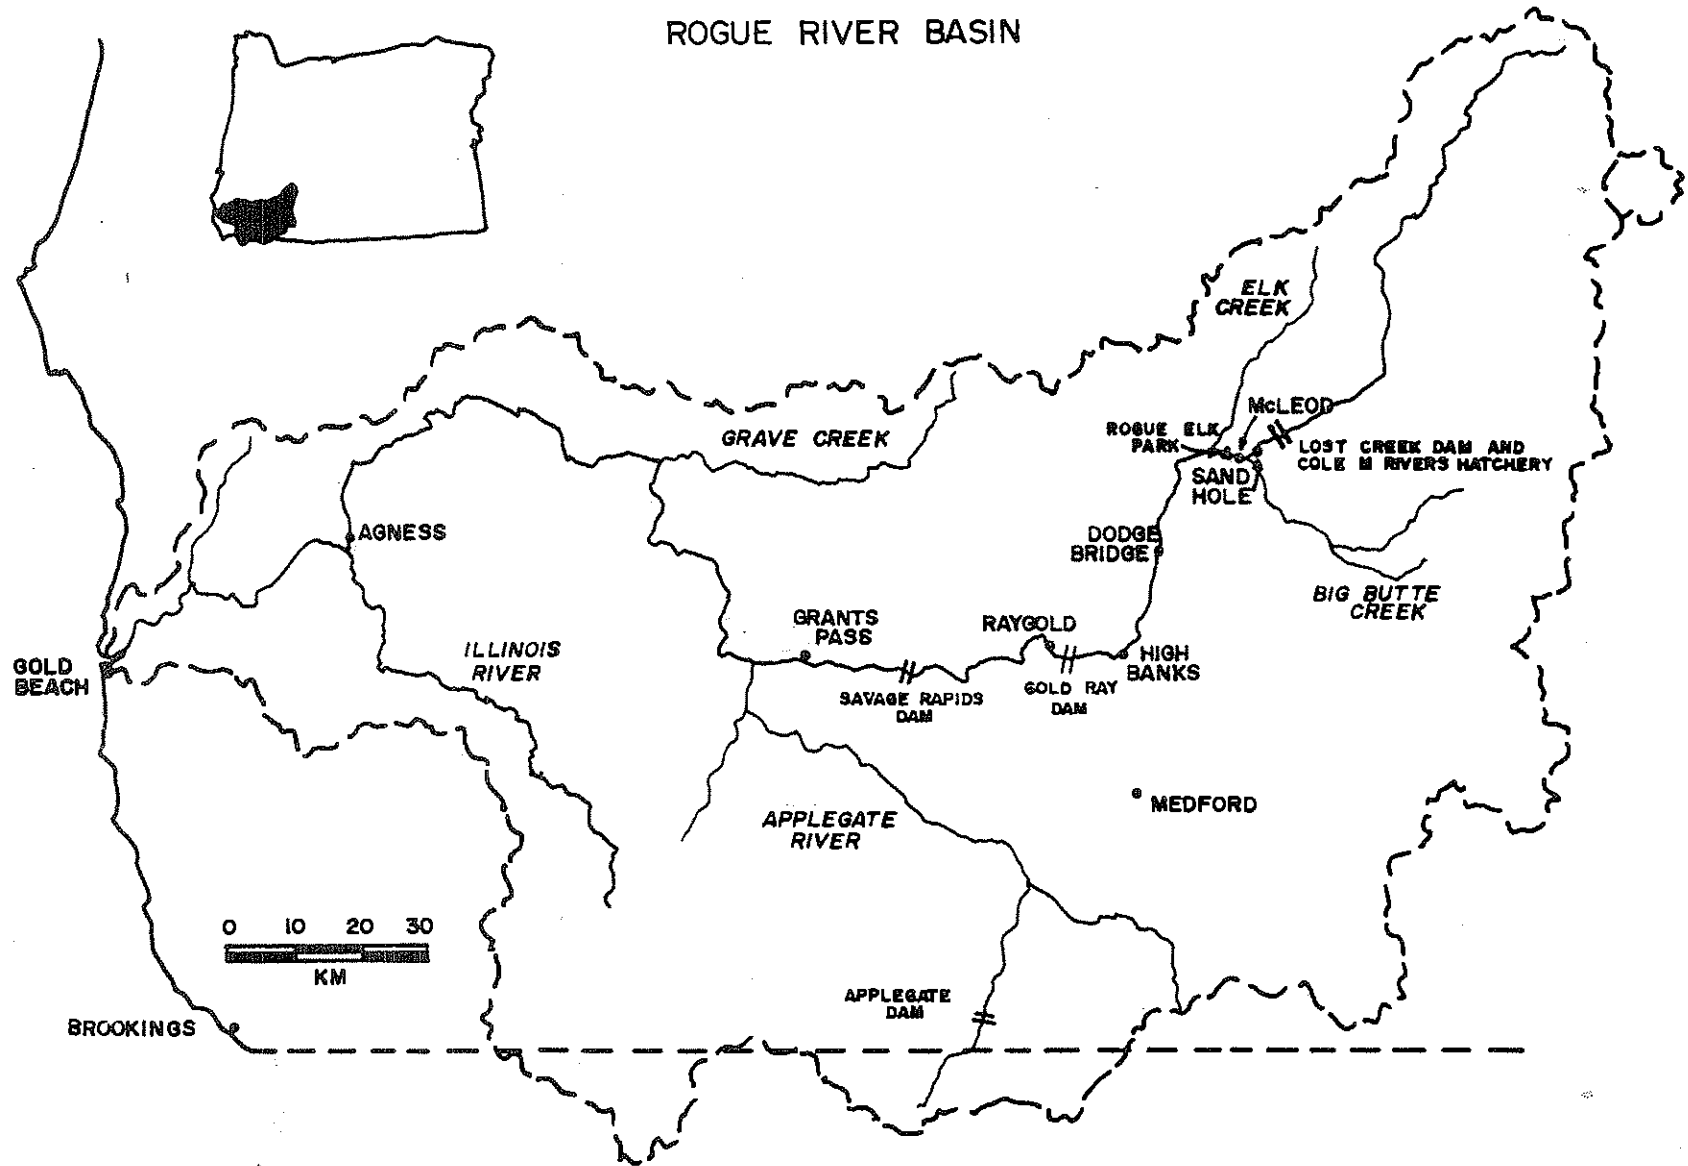 ROGUE RIVER BASIN
ELK
CREEK
McLEOD
ROGUE ELK
PARK
LOST CREEK DAM AND
COLE M RIVERS HATCHERY
SAND
HOLE
GRAVE CREEK
AGNESS
DODGE
BRIDGE
BIG BUTTE
CREEK
GRANTS
PASS
RAYGOLD
HIGH
BANKS
ILLINOIS
RIVER
GOLD
BEACH
SAVAGE RAPIDS
DAM
GOLD RAY
DAM
MEDFORD
APPLEGATE
RIVER
0 10 20 30
KM
APPLEGATE
DAM
BROOKINGS